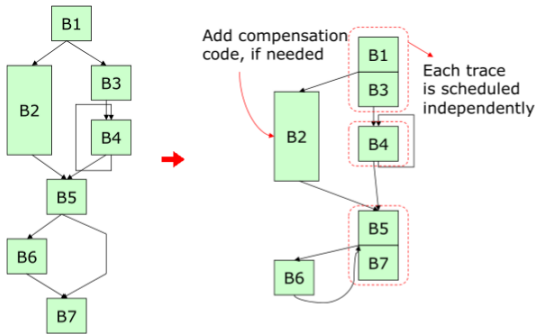 B1
B2
B3
B4
B5
B6
B7
Add compensation
code, if needed
B1
B3
Each trace
is scheduled
independently
B2
B4
B5
B7
B6